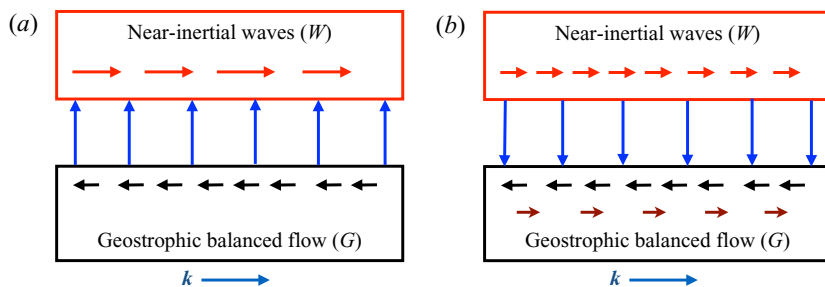 (a)
Near-inertial waves (W)
Geostrophic balanced flow (G)
k
(b)
Near-inertial waves (W)
Geostrophic balanced flow (G)
k